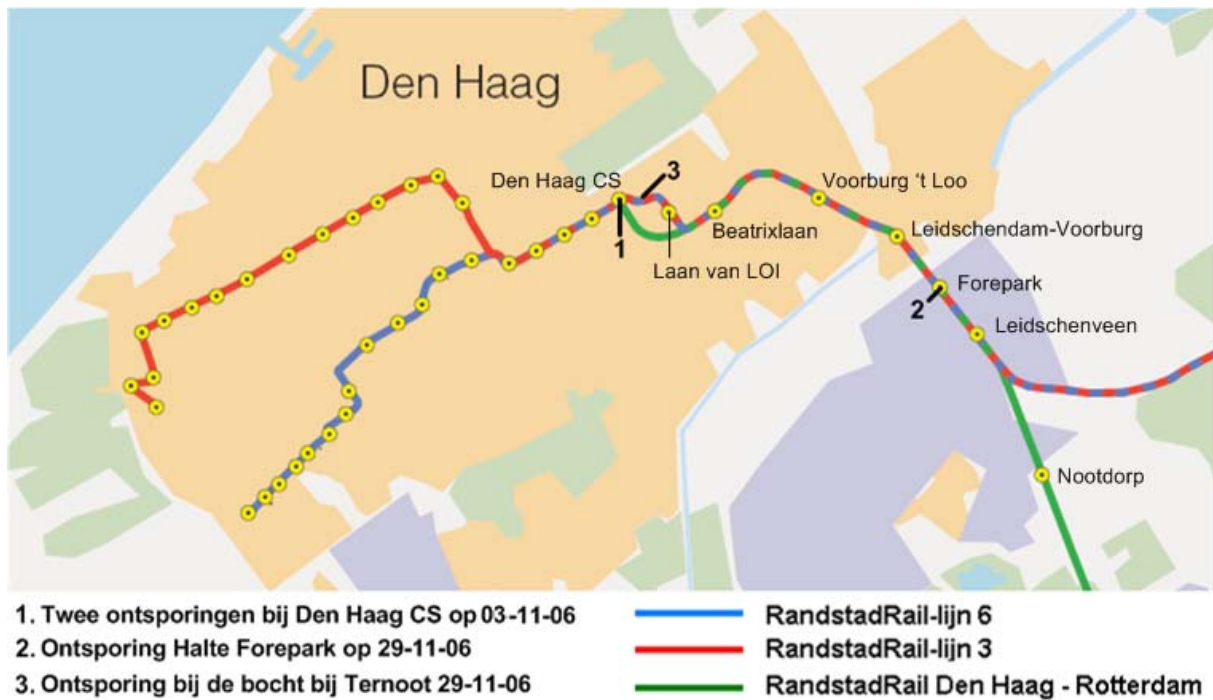 Den Haag
Den Haag CS
3
1
Laan van LOI
Beatrixlaan
Voorburg ‘t Loo
Leidschendam-Voorburg
Forepark
2
Leidschenveen
Nootdorp
1. Twee ontsporingen bij Den Haag CS op 03-11-06
2. Ontsporing Halte Forepark op 29-11-06
3. Ontsporing bij de bocht bij Ternoot 29-11-06
RandstadRail-lijn 6
RandstadRail-lijn 3
RandstadRail Den Haag - Rotterdam